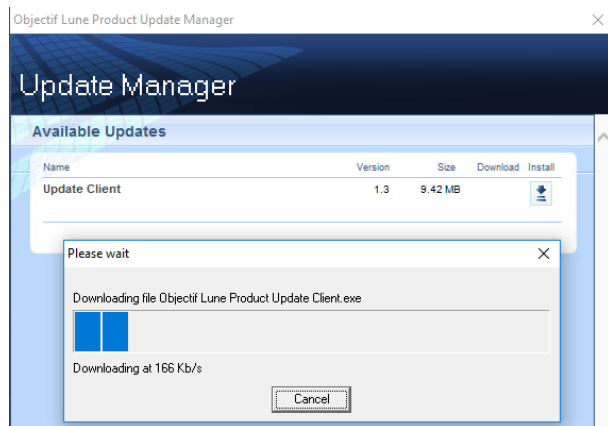 Objectif Lune Product Update Manager
Update Manager
Available Updates
Name Version Size Download Install
Update Client 1.3 9.42 MB
Please wait
Downloading file Objectif Lune Product Update Client.exe
Downloading at 166 Kb/s
Cancel